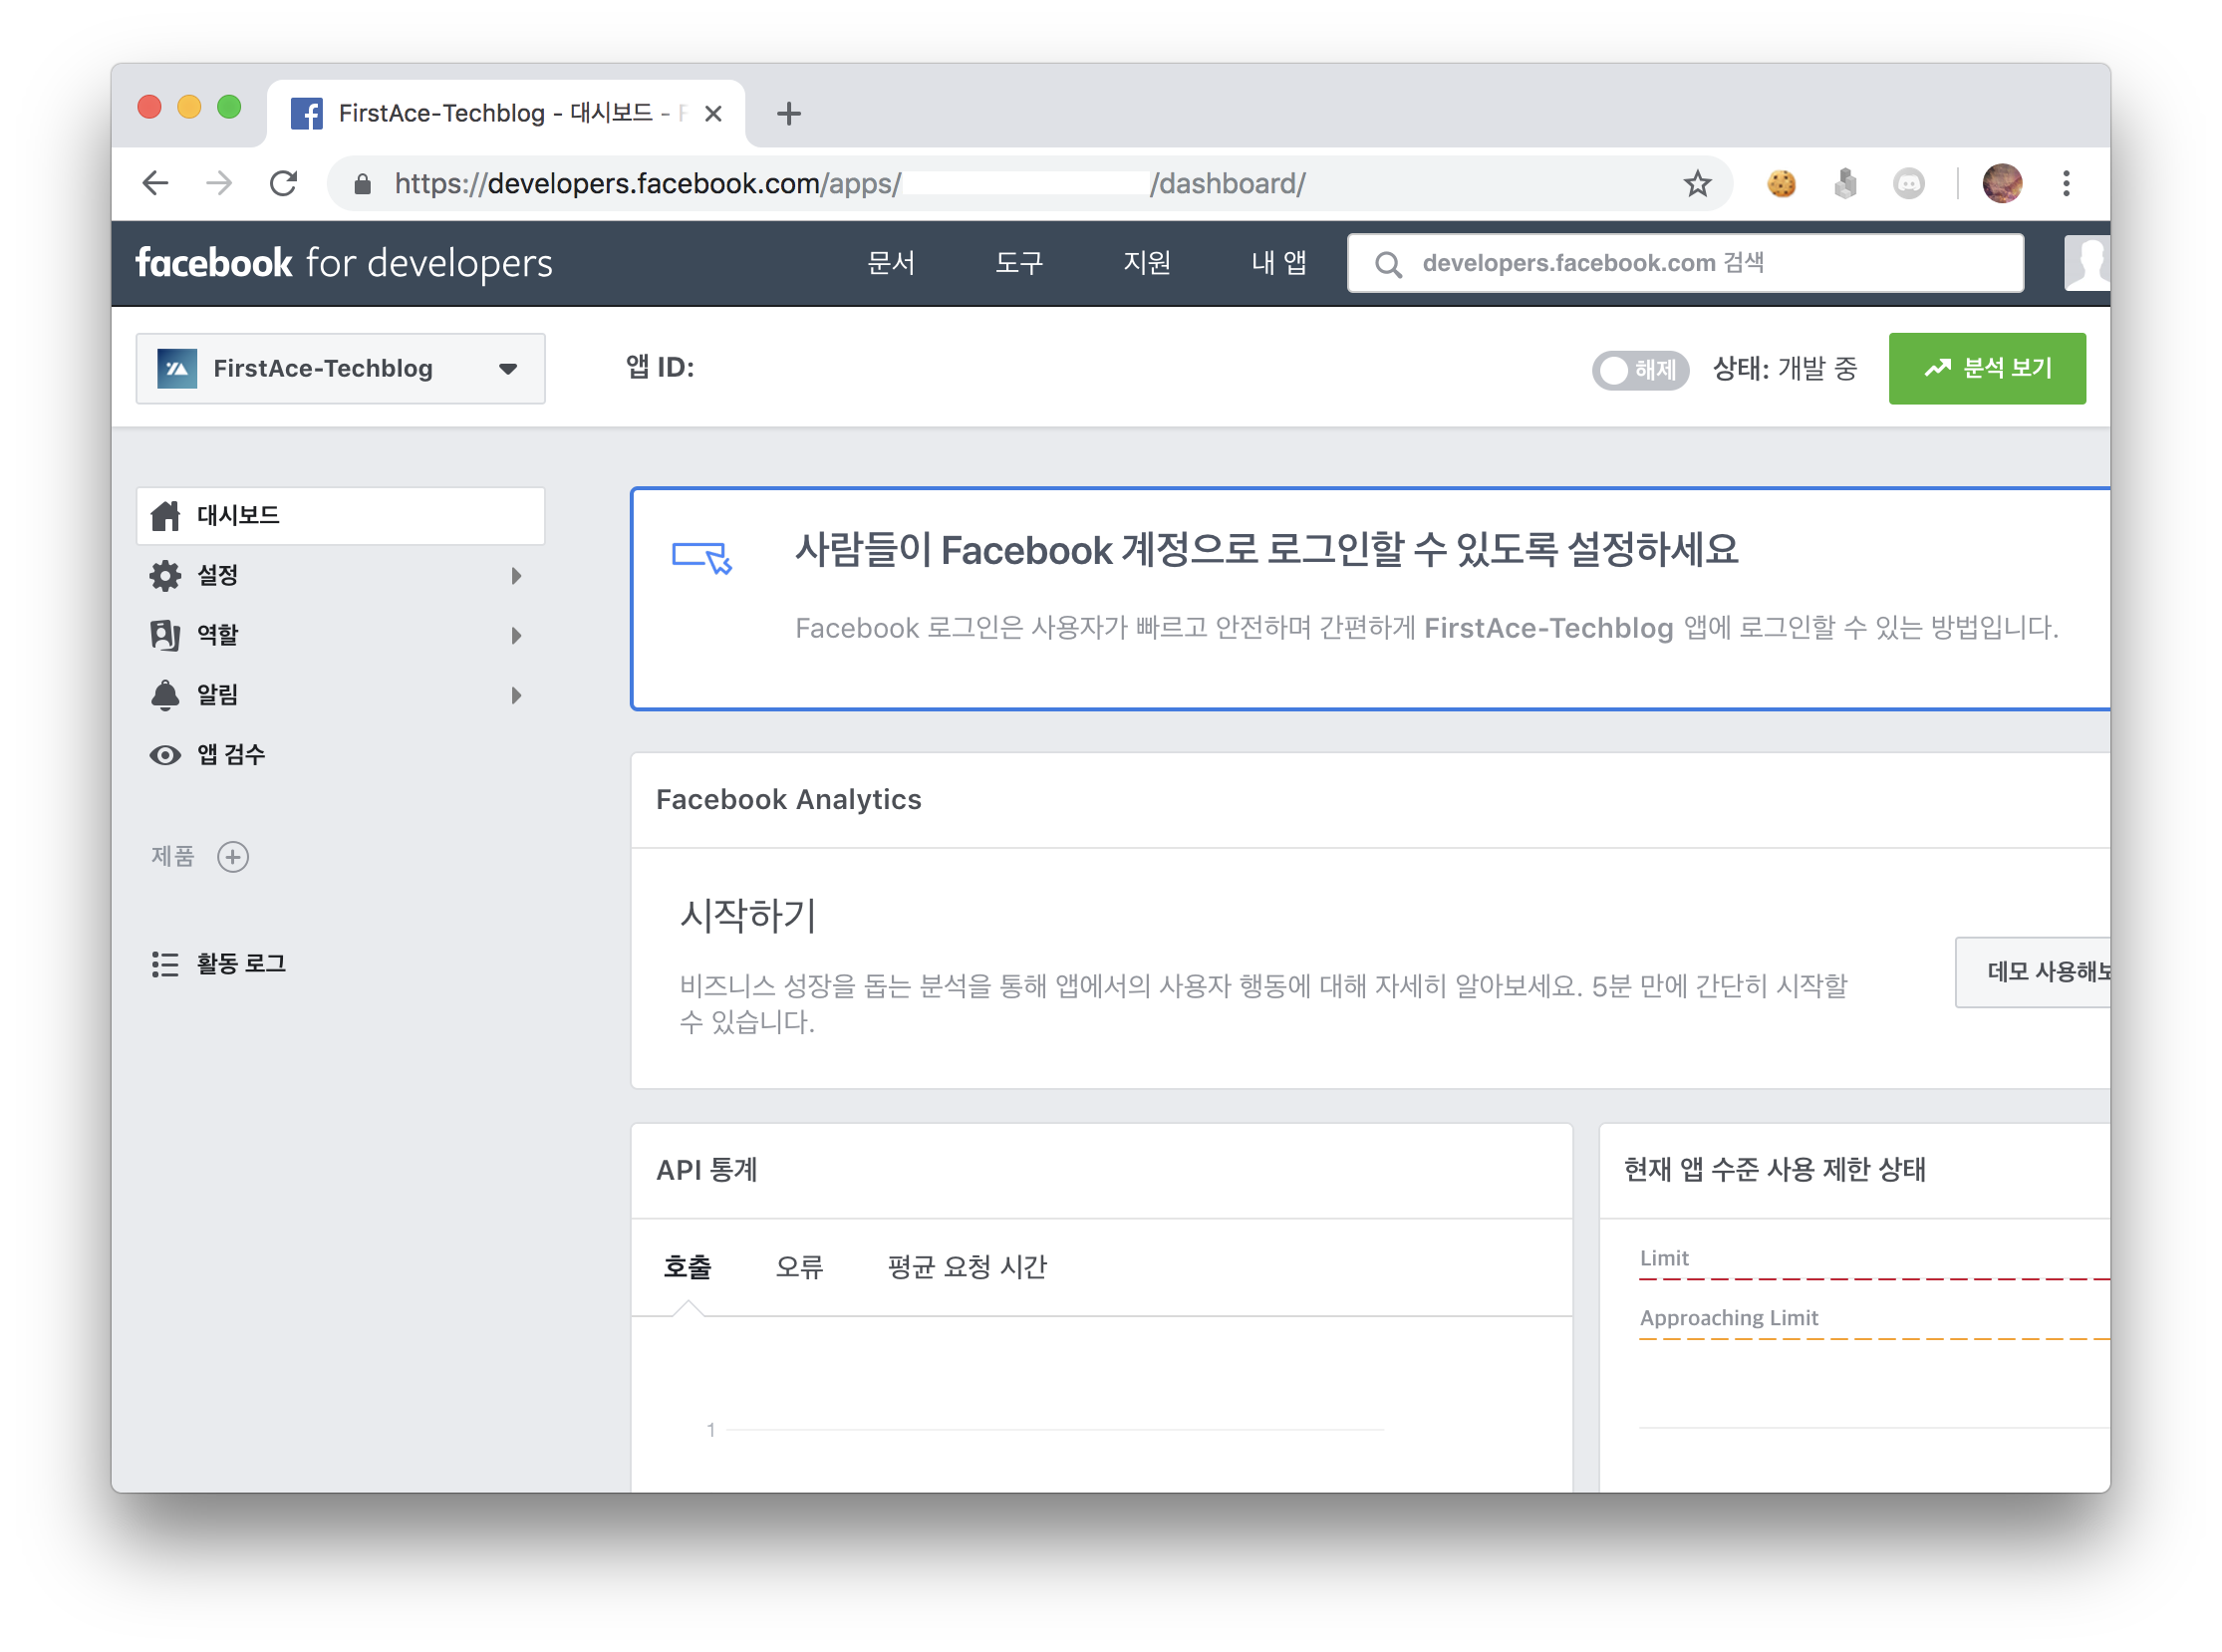 FirstAce-Techblog - 대시보드 -
https://developers.facebook.com/apps/ /dashboard/
facebook for developers
문서
도구
지원
내 앱
developers.facebook.com 검색
FirstAce-Techblog
앱 ID:
해제
상태: 개발 중
분석 보기
대시보드
설정
역할
알림
앱 검수
제품
활동 로그
사람들이 Facebook 계정으로 로그인할 수 있도록 설정하세요
Facebook 로그인은 사용자가 빠르고 안전하며 간편하게 FirstAce-Techblog 앱에 로그인할 수 있는 방법입니다.
Facebook Analytics
시작하기
비즈니스 성장을 돕는 분석을 통해 앱에서의 사용자 행동에 대해 자세히 알아보세요. 5분 만에 간단히 시작할
수 있습니다.
데모 사용해보
API 통계
호출
오류
평균 요청 시간
1
현재 앱 수준 사용 제한 상태
Limit
Approaching Limit